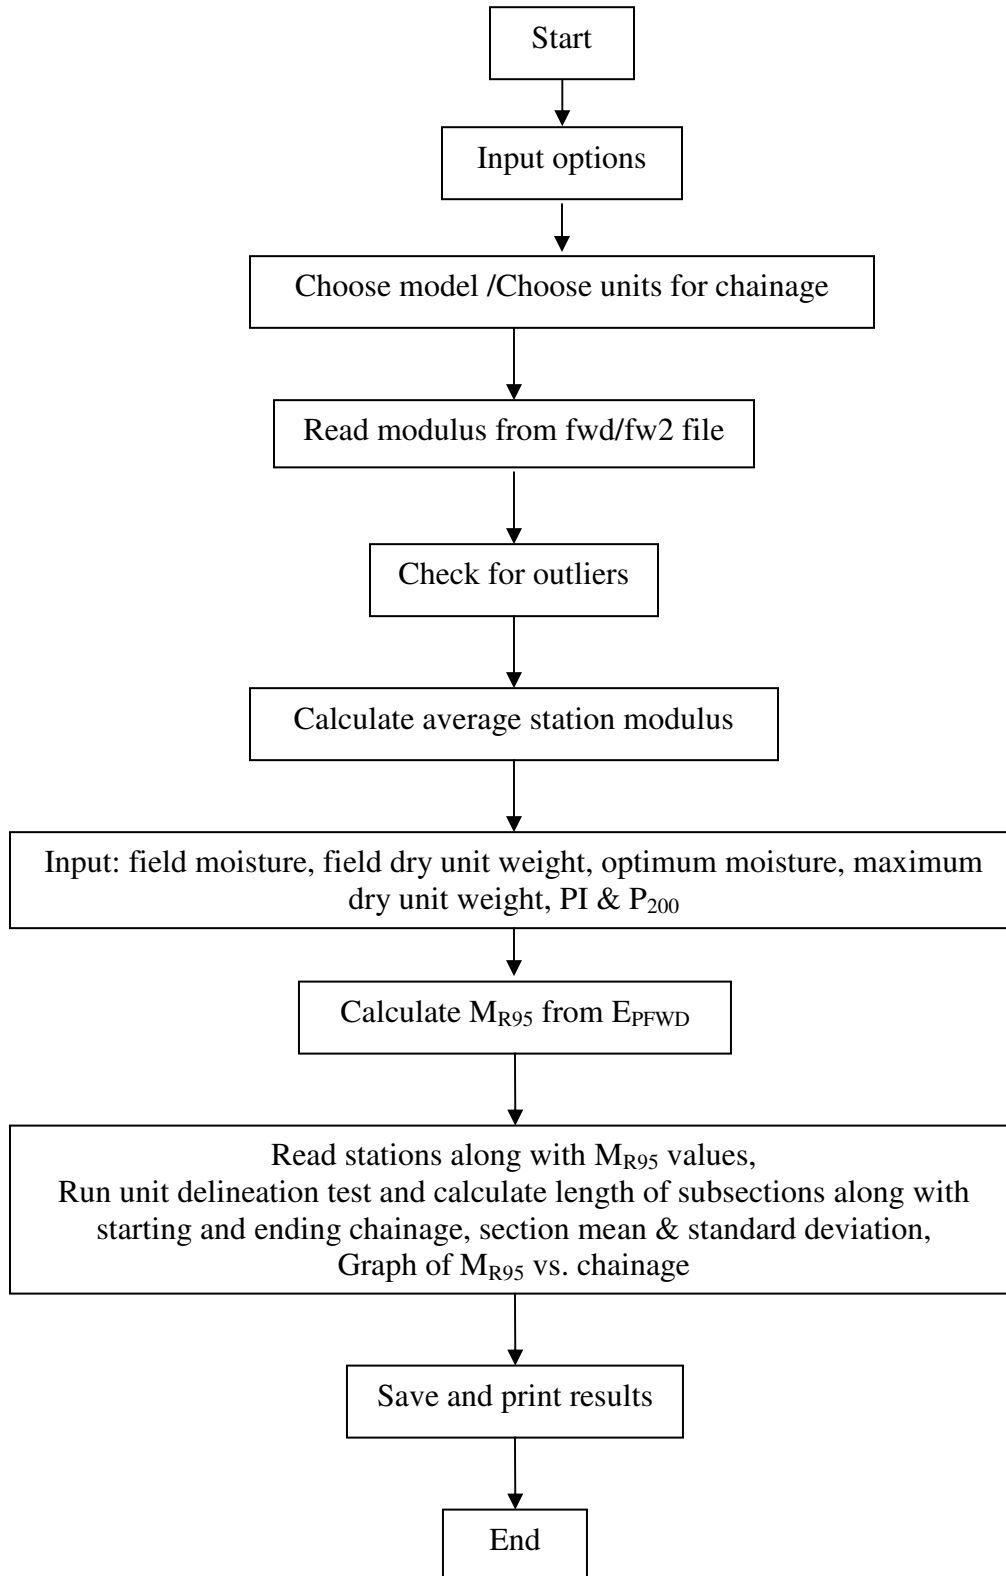 Start
Input options
Choose model /Choose units for chainage
Read modulus from fwd/fw2 file
Check for outliers
Calculate average station modulus
Input: field moisture, field dry unit weight, optimum moisture, maximum
dry unit weight, PI & P200
Calculate MR95 from EPFWD
Read stations along with MR95 values,
Run unit delineation test and calculate length of subsections along with
starting and ending chainage, section mean & standard deviation,
Graph of MR95 vs. chainage
Save and print results
End